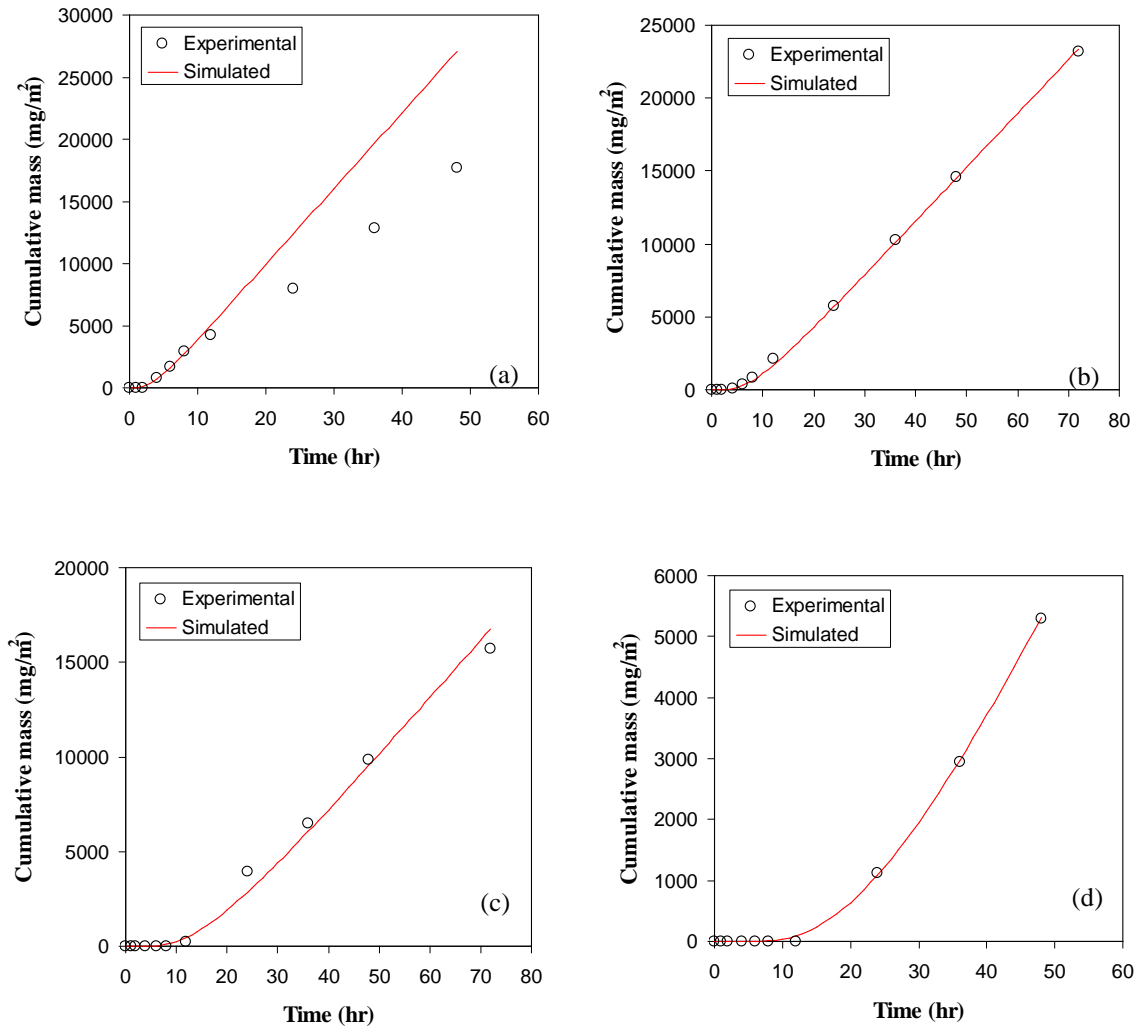 30000
25000
20000
15000
10000
5000
0
Cumulative mass (mg/m²)
Experimental
Simulated
(a)
0 10 20 30 40 50 60
Time (hr)
25000
20000
15000
10000
5000
0
Cumulative mass (mg/m²)
Experimental
Simulated
(b)
0 10 20 30 40 50 60 70 80
Time (hr)
20000
15000
10000
5000
0
Cumulative mass (mg/m²)
Experimental
Simulated
(c)
0 10 20 30 40 50 60 70 80
Time (hr)
6000
5000
4000
3000
2000
1000
0
Cumulative mass (mg/m²)
Experimental
Simulated
(d)
0 10 20 30 40 50 60
Time (hr)